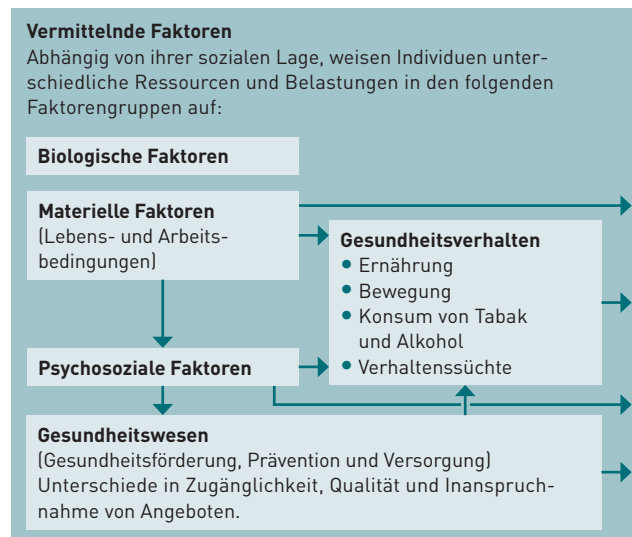 Vermittelnde Faktoren
Abhängig von ihrer sozialen Lage, weisen Individuen unter-
schiedliche Ressourcen und Belastungen in den folgenden
Faktorengruppen auf:
Biologische Faktoren
Materielle Faktoren
(Lebens- und Arbeits-
bedingungen)
Gesundheitsverhalten
• Ernährung
• Bewegung
• Konsum von Tabak
und Alkohol
• Verhaltenssüchte
Psychosoziale Faktoren
Gesundheitswesen
(Gesundheitsförderung, Prävention und Versorgung)
Unterschiede in Zugänglichkeit, Qualität und Inanspruch-
nahme von Angeboten.